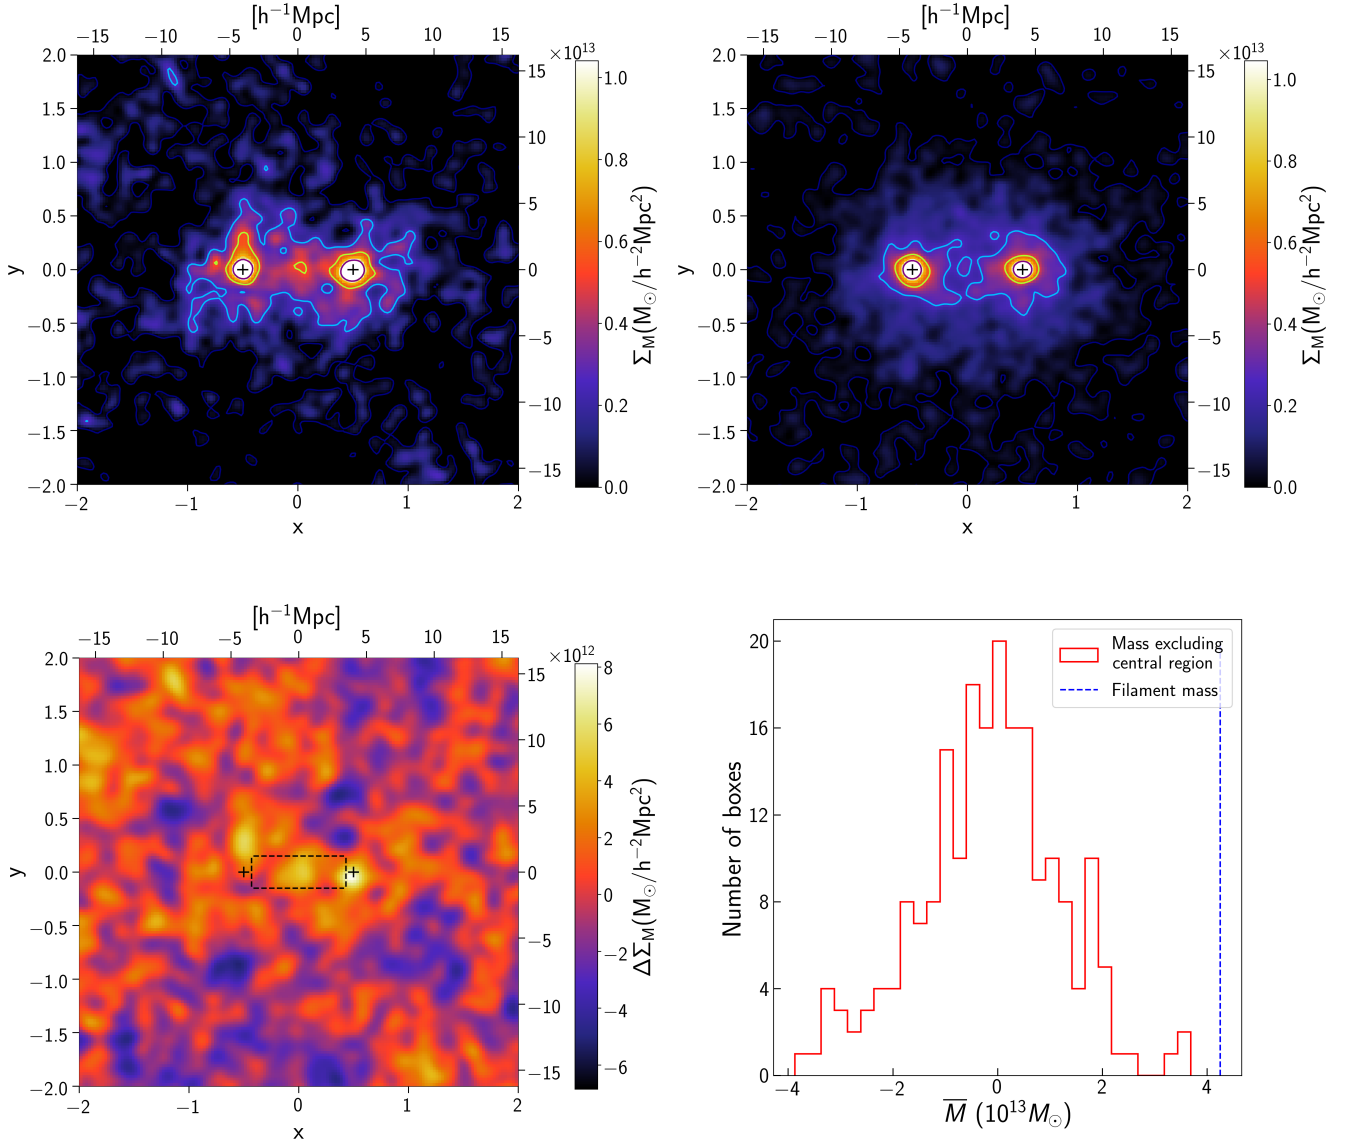 [h⁻¹Mpc]
−15 −10 −5 0 5 10 15
×10¹³
2.0 1.5 1.0 0.5 0.0 −0.5 −1.0 −1.5 −2.0
y
15 10 5 0 −5 −10 −15
1.0 0.8 0.6 0.4 0.2 0.0
Σ_M(M☉/h⁻²Mpc²)
−2 −1 0 1 2
x
[h⁻¹Mpc]
−15 −10 −5 0 5 10 15
×10¹³
2.0 1.5 1.0 0.5 0.0 −0.5 −1.0 −1.5 −2.0
y
15 10 5 0 −5 −10 −15
1.0 0.8 0.6 0.4 0.2 0.0
Σ_M(M☉/h⁻²Mpc²)
−2 −1 0 1 2
x
[h⁻¹Mpc]
−15 −10 −5 0 5 10 15
×10¹²
2.0 1.5 1.0 0.5 0.0 −0.5 −1.0 −1.5 −2.0
y
15 10 5 0 −5 −10 −15
8 6 4 2 0 −2 −4 −6
ΔΣ_M(M☉/h⁻²Mpc²)
−2 −1 0 1 2
x
Mass excluding
central region
Filament mass
20 16 12 8 4 0
Number of boxes
−4 −2 0 2 4
M̅ (10¹³M☉)